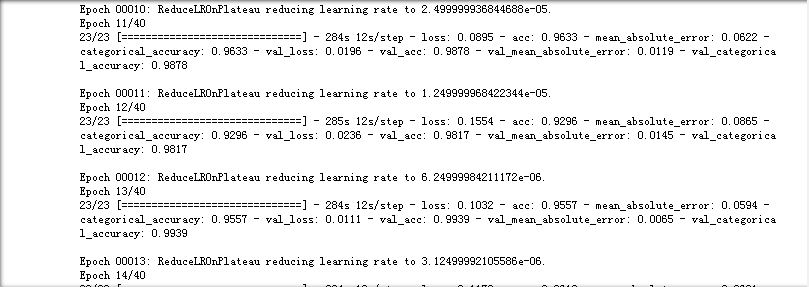 Epoch 00010: ReduceLROnPlateau reducing learning rate to 2.499999936844688e-05.
Epoch 11/40
23/23 [==============================] - 284s 12s/step - loss: 0.0895 - acc: 0.9633 - mean_absolute_error: 0.0622 -
categorical_accuracy: 0.9633 - val_loss: 0.0196 - val_acc: 0.9878 - val_mean_absolute_error: 0.0119 - val_categorica
l_accuracy: 0.9878
Epoch 00011: ReduceLROnPlateau reducing learning rate to 1.249999968422344e-05.
Epoch 12/40
23/23 [==============================] - 285s 12s/step - loss: 0.1554 - acc: 0.9296 - mean_absolute_error: 0.0865 -
categorical_accuracy: 0.9296 - val_loss: 0.0236 - val_acc: 0.9817 - val_mean_absolute_error: 0.0145 - val_categorica
l_accuracy: 0.9817
Epoch 00012: ReduceLROnPlateau reducing learning rate to 6.24999984211172e-06.
Epoch 13/40
23/23 [==============================] - 284s 12s/step - loss: 0.1032 - acc: 0.9557 - mean_absolute_error: 0.0594 -
categorical_accuracy: 0.9557 - val_loss: 0.0111 - val_acc: 0.9939 - val_mean_absolute_error: 0.0065 - val_categorica
l_accuracy: 0.9939
Epoch 00013: ReduceLROnPlateau reducing learning rate to 3.12499992105586e-06.
Epoch 14/40